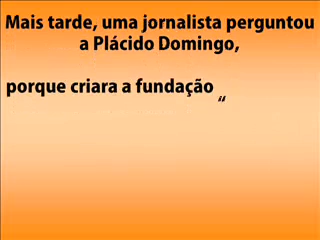 Mais tarde, uma jornalista perguntou
a Plácido Domingo,
porque criara a fundação “